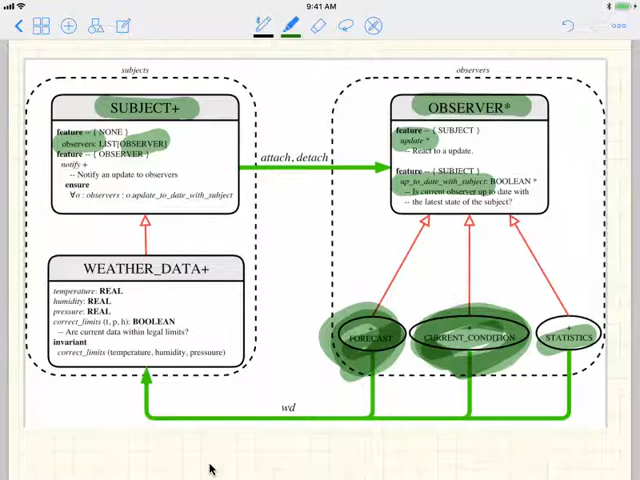 9:41 AM
subjects
observers
SUBJECT+
feature -- { NONE }
observers: LIST[OBSERVER]
feature -- { OBSERVER }
notify +
-- Notify an update to observers
ensure
∀o : observers : o.update_to_date_with_subject
attach, detach
OBSERVER*
feature -- { SUBJECT }
update *
-- React to a update.
feature -- { SUBJECT }
up_to_date_with_subject: BOOLEAN *
-- Is current observer up to date with
-- the latest state of the subject?
WEATHER_DATA+
temperature: REAL
humidity: REAL
pressure: REAL
correct_limits (t, p, h): BOOLEAN
-- Are current data within legal limits?
invariant
correct_limits (temperature, humidity, pressuure)
+
FORECAST
+
CURRENT_CONDITION
+
STATISTICS
wd